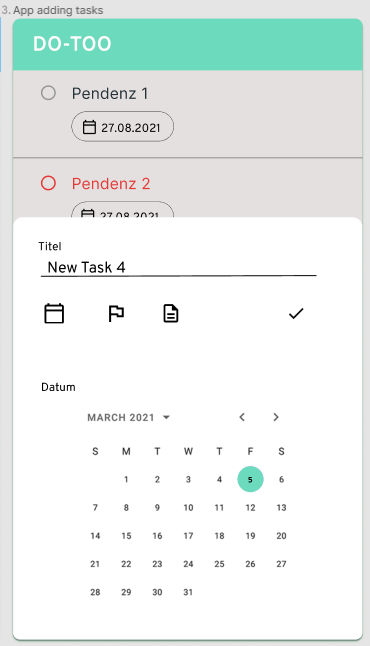 3. App adding tasks
DO-TOO
Pendenz 1
27.08.2021
Pendenz 2
27.08.2021
Titel
New Task 4
Datum
MARCH 2021
S M T W T F S
1 2 3 4 5 6
7 8 9 10 11 12 13
14 15 16 17 18 19 20
21 22 23 24 25 26 27
28 29 30 31